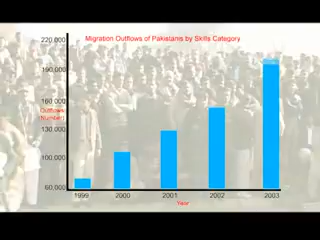 Migration Outflows of Pakistanis by Skills Category
220,000
190,000
160,000
Outflows
(Number)
130,000
100,000
60,000
1999 2000 2001 2002 2003
Year